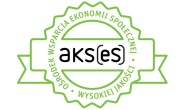 OŚRODEK WSPARCIA EKONOMII SPOŁECZNEJ
aKs[es]
• WYSOKIEJ JAKOŚCI •